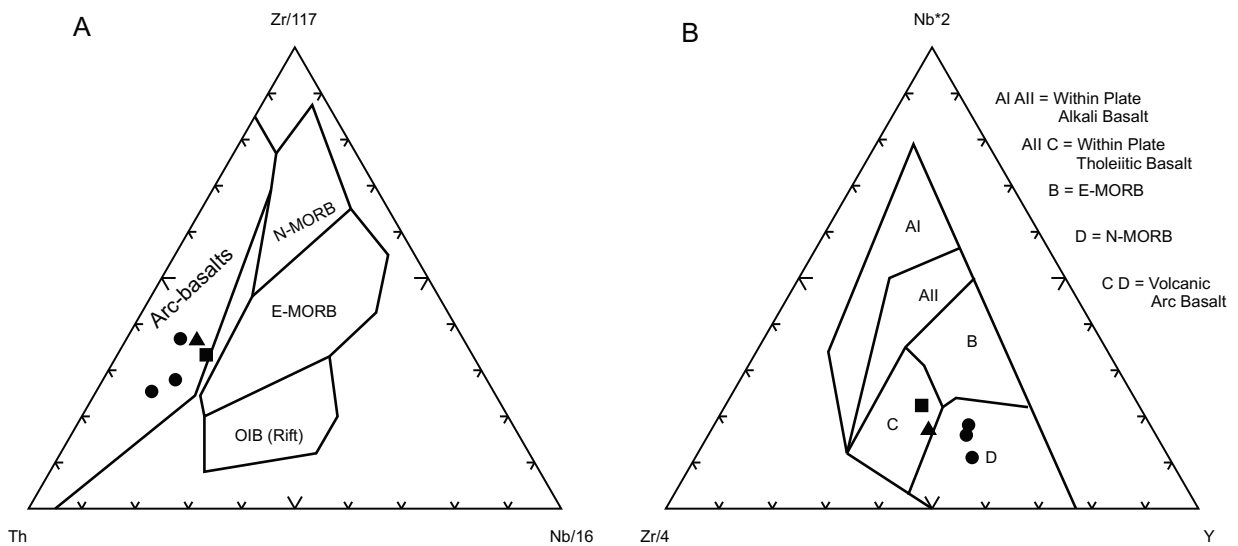 A
Zr/117
N-MORB
Arc-basalts
E-MORB
OIB (Rift)
Th
Nb/16
B
Nb*2
AI AII = Within Plate
Alkali Basalt
AII C = Within Plate
Tholeiitic Basalt
B = E-MORB
D = N-MORB
C D = Volcanic
Arc Basalt
AI
AII
B
C
D
Zr/4
Y